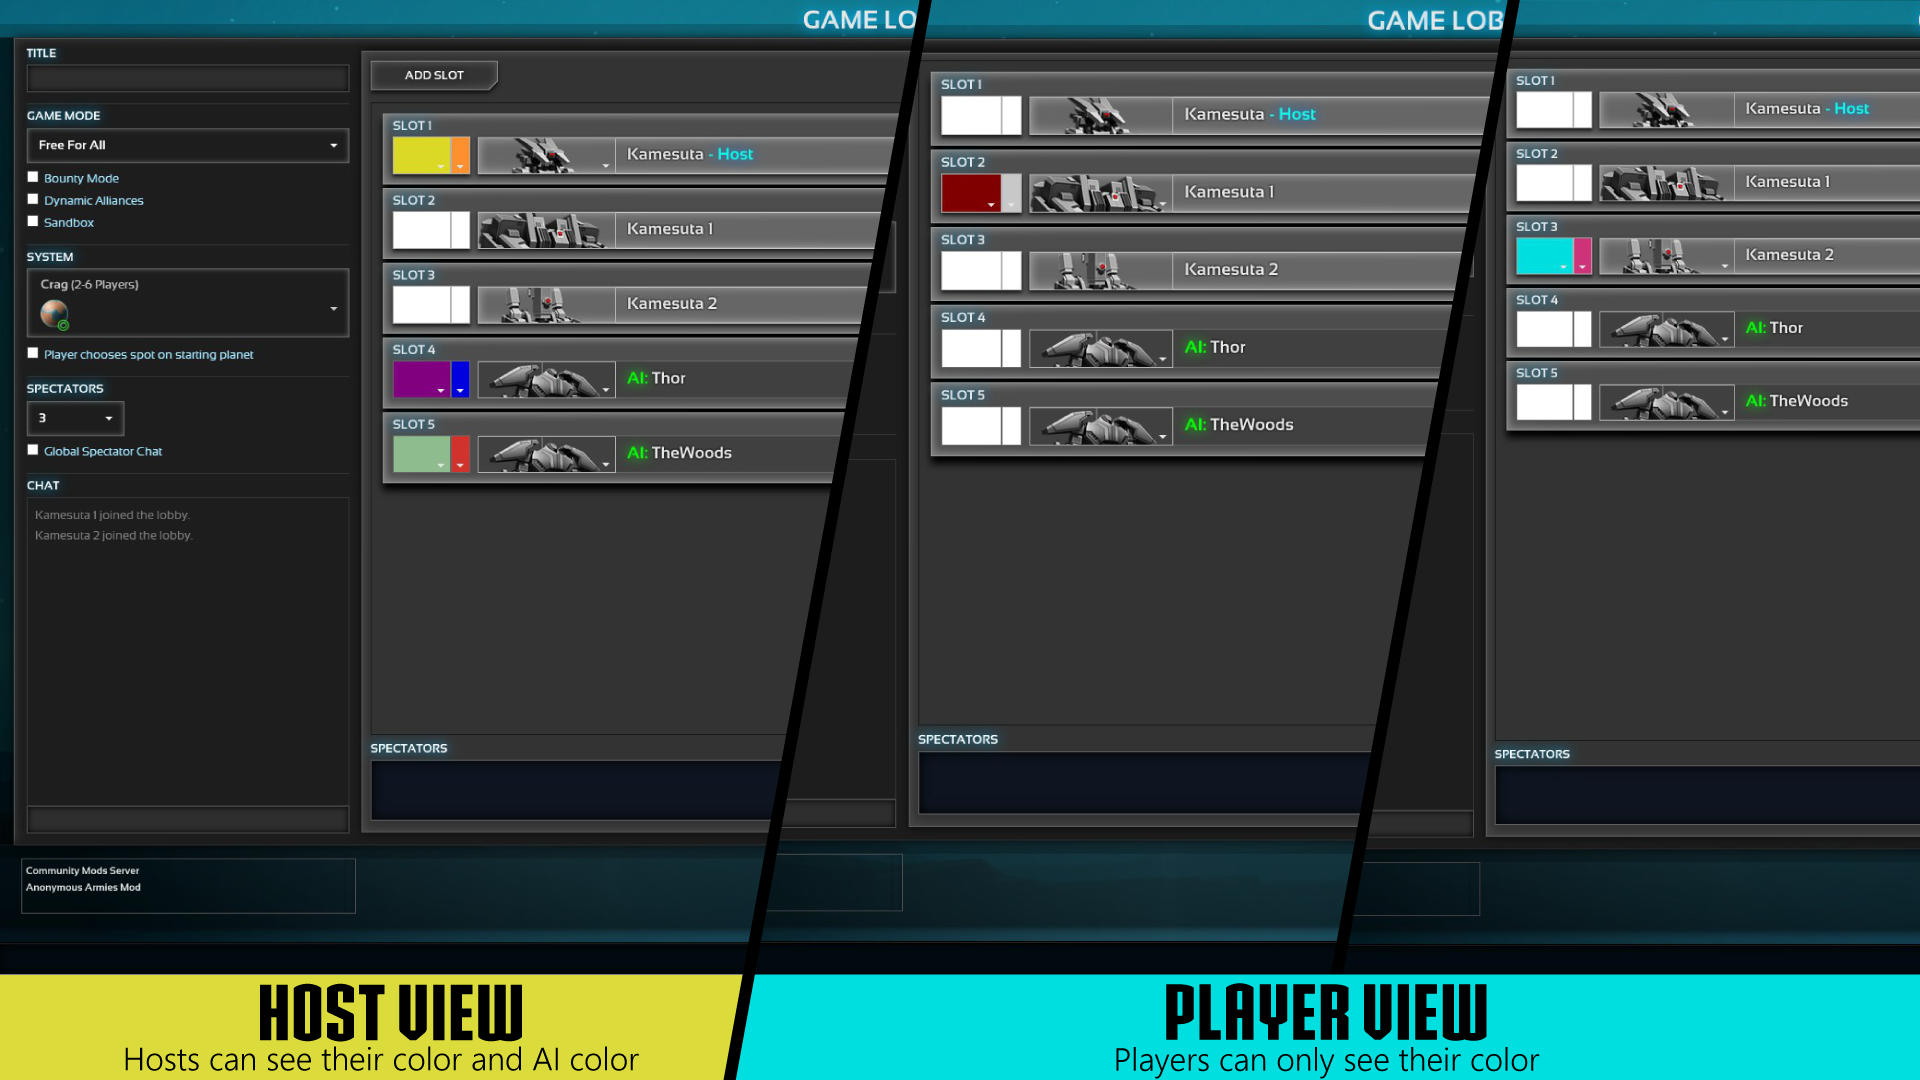 GAME LO
TITLE
ADD SLOT
GAME MODE
Free For All
Bounty Mode
Dynamic Alliances
Sandbox
SYSTEM
Crag (2-6 Players)
Player chooses spot on starting planet
SPECTATORS
3
Global Spectator Chat
CHAT
Kamesuta 1 joined the lobby.
Kamesuta 2 joined the lobby.
SLOT 1
Kamesuta - Host
SLOT 2
Kamesuta 1
SLOT 3
Kamesuta 2
SLOT 4
AI: Thor
SLOT 5
AI: TheWoods
SPECTATORS
Community Mods Server
Anonymous Armies Mod
GAME LOB
SLOT 1
Kamesuta - Host
SLOT 2
Kamesuta 1
SLOT 3
Kamesuta 2
SLOT 4
AI: Thor
SLOT 5
AI: TheWoods
SPECTATORS
SLOT 1
Kamesuta - Host
SLOT 2
Kamesuta 1
SLOT 3
Kamesuta 2
SLOT 4
AI: Thor
SLOT 5
AI: TheWoods
SPECTATORS
HOST VIEW
Hosts can see their color and AI color
PLAYER VIEW
Players can only see their color